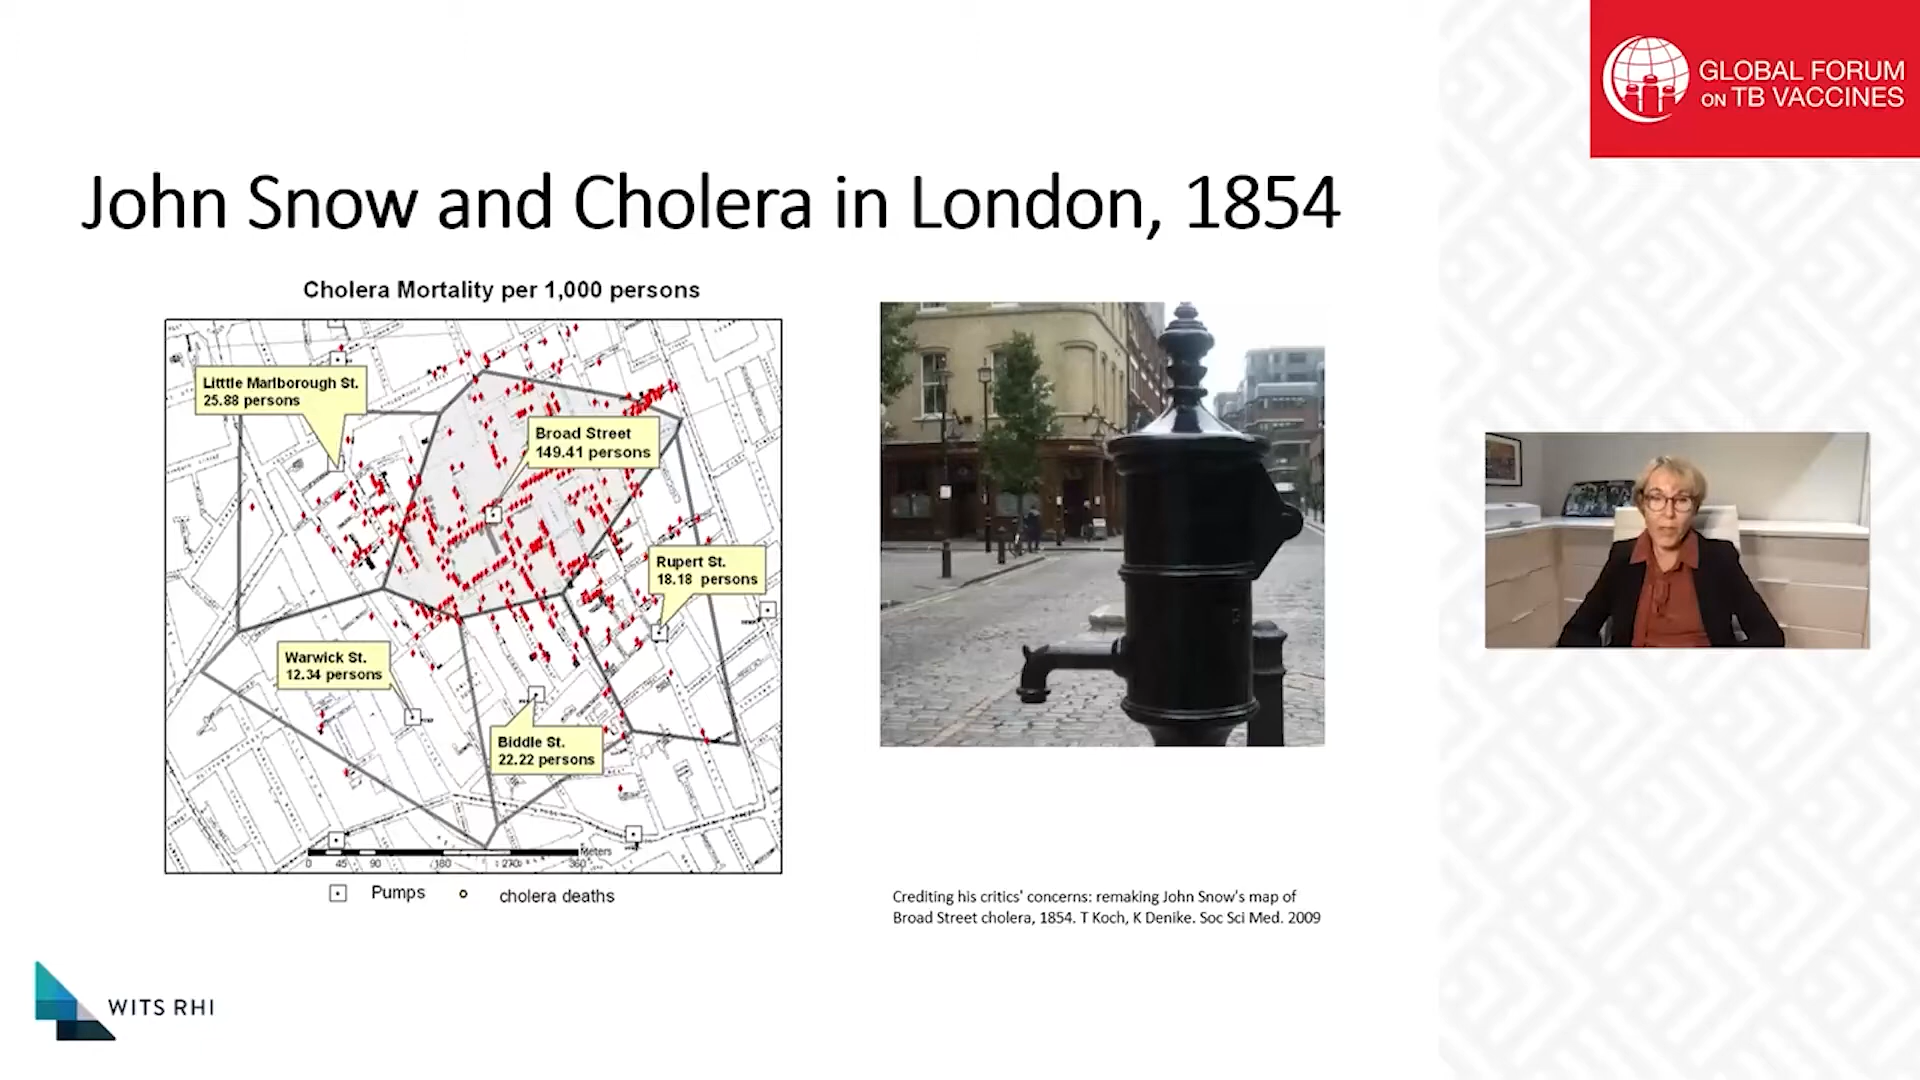 GLOBAL FORUM
ON TB VACCINES
John Snow and Cholera in London, 1854
Cholera Mortality per 1,000 persons
Litttle Marlborough St.
25.88 persons
Broad Street
149.41 persons
Rupert St.
18.18 persons
Warwick St.
12.34 persons
Biddle St.
22.22 persons
Meters
0 45 90 180 270 360
Pumps cholera deaths
Crediting his critics' concerns: remaking John Snow's map of
Broad Street cholera, 1854. T Koch, K Denike. Soc Sci Med. 2009
WITS RHI